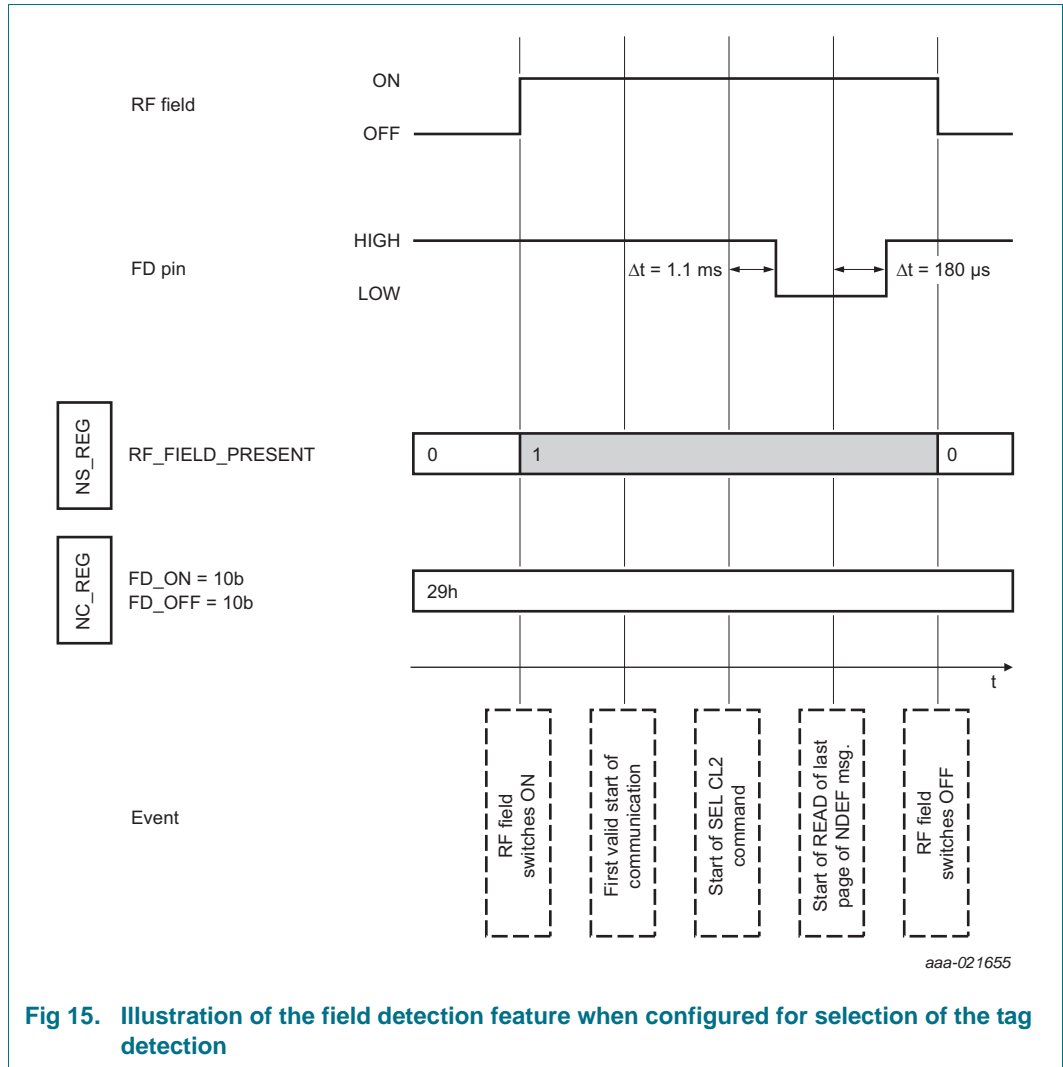 RF field
ON
OFF
FD pin
HIGH
LOW
Δt = 1.1 ms
Δt = 180 μs
NS_REG
RF_FIELD_PRESENT
0
1
0
NC_REG
FD_ON = 10b
FD_OFF = 10b
29h
t
Event
RF field
switches ON
First valid start of
communication
Start of SEL CL2
command
Start of READ of last
page of NDEF msg.
RF field
switches OFF
aaa-021655
Fig 15. Illustration of the field detection feature when configured for selection of the tag
detection